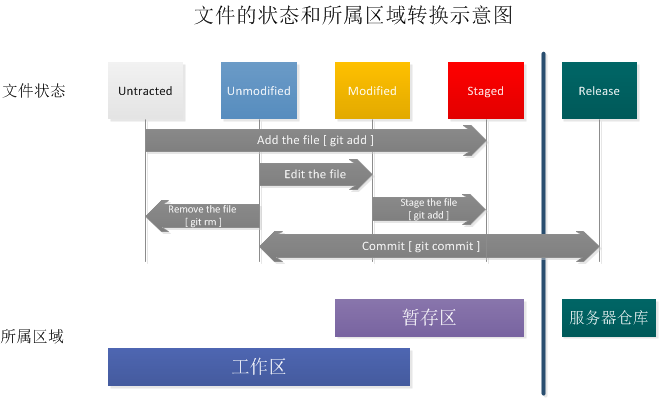 文件的状态和所属区域转换示意图
文件状态
Untracted
Unmodified
Modified
Staged
Release
Add the file [ git add ]
Edit the file
Stage the file
[ git add ]
Remove the file
[ git rm ]
Commit [ git commit ]
所属区域
暂存区
服务器仓库
工作区